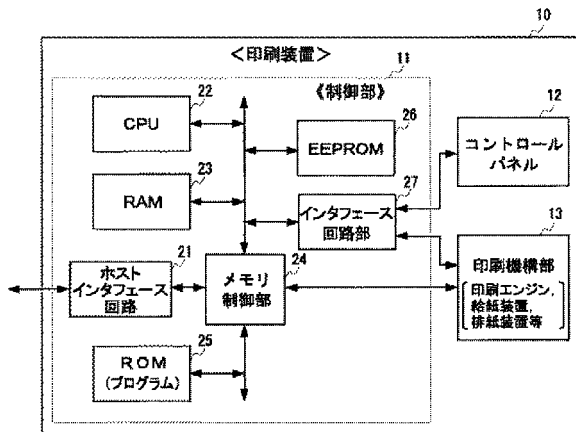 10
<印刷装置>
11
《制御部》
22
CPU
26
EEPROM
12
コントロール
パネル
23
RAM
27
インタフェース
回路部
13
印刷機構部
印刷エンジン,
給紙装置,
排紙装置等
21
ホスト
インタフェース
回路
24
メモリ
制御部
25
ROM
(プログラム)